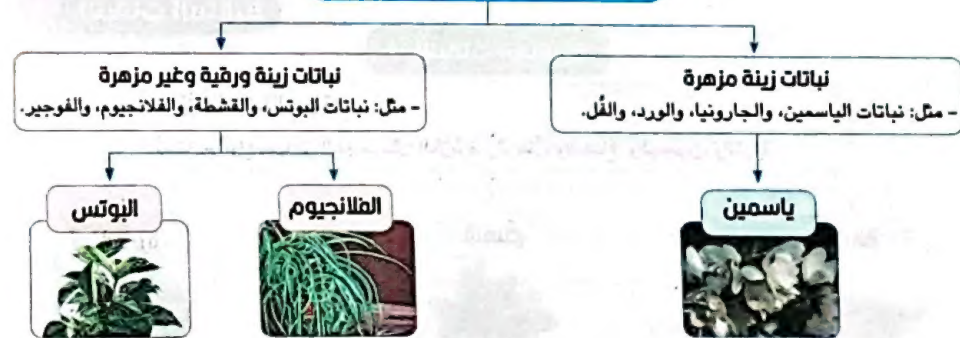 نباتات زينة مزهرة
– مثل: نباتات الياسمين، والجارونيا، والورد، والفُل.
نباتات زينة ورقية وغير مزهرة
– مثل: نباتات البوتس، والقشطة، والفلانجيوم، والفوجير.
ياسمين
الفلانجيوم
البوتس